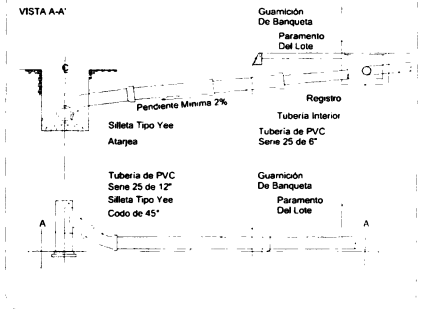 VISTA A-A'
Guarnición
De Banqueta
Paramento
Del Lote
Pendiente Minima 2%
Registro
Silleta Tipo Yee
Tubería Interior
Atarjea
Tubería de PVC
Serie 25 de 6"
Tubería de PVC
Serie 25 de 12"
Silleta Tipo Yee
Codo de 45°
Guarnición
De Banqueta
Paramento
Del Lote
A
A